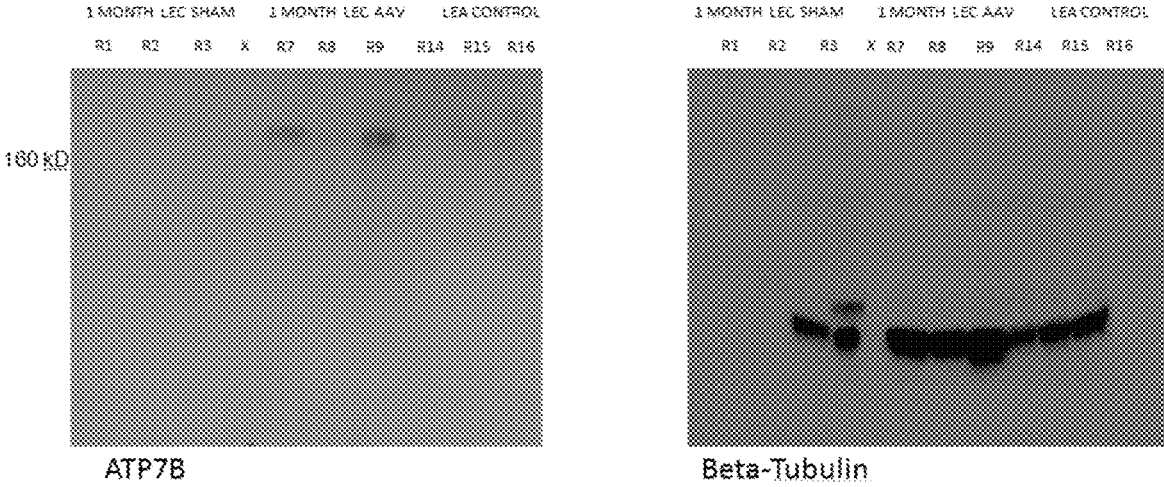 1 MONTH LEC SHAM 1 MONTH LEC AAV LEA CONTROL
R1 R2 R3 X R7 R8 R9 R14 R15 R16
160 kD
ATP7B
1 MONTH LEC SHAM 1 MONTH LEC AAV LEA CONTROL
R1 R2 R3 X R7 R8 R9 R14 R15 R16
Beta-Tubulin